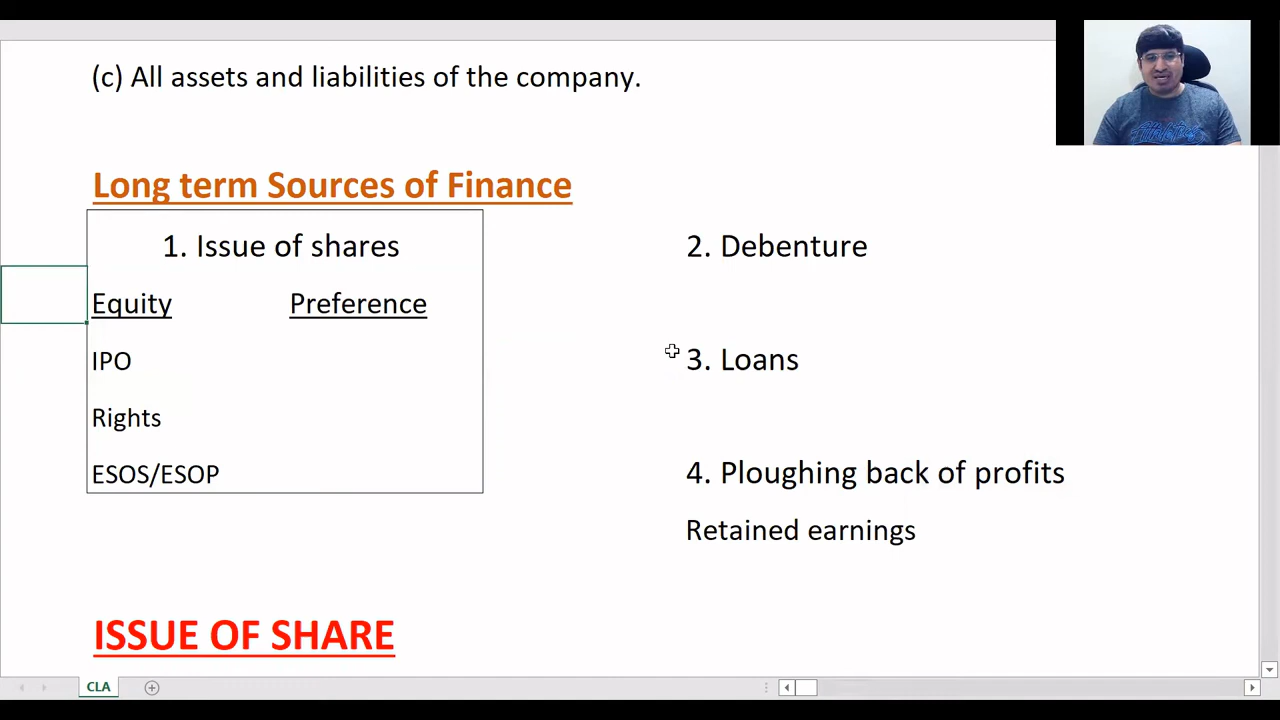 (c) All assets and liabilities of the company.
Long term Sources of Finance
1. Issue of shares
Equity
Preference
IPO
Rights
ESOS/ESOP
2. Debenture
3. Loans
4. Ploughing back of profits
Retained earnings
ISSUE OF SHARE
CLA